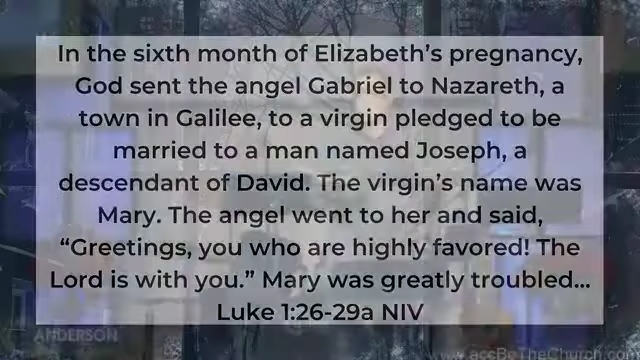 In the sixth month of Elizabeth’s pregnancy,
God sent the angel Gabriel to Nazareth, a
town in Galilee, to a virgin pledged to be
married to a man named Joseph, a
descendant of David. The virgin’s name was
Mary. The angel went to her and said,
“Greetings, you who are highly favored! The
Lord is with you.” Mary was greatly troubled...
Luke 1:26-29a NIV
ANDERSON